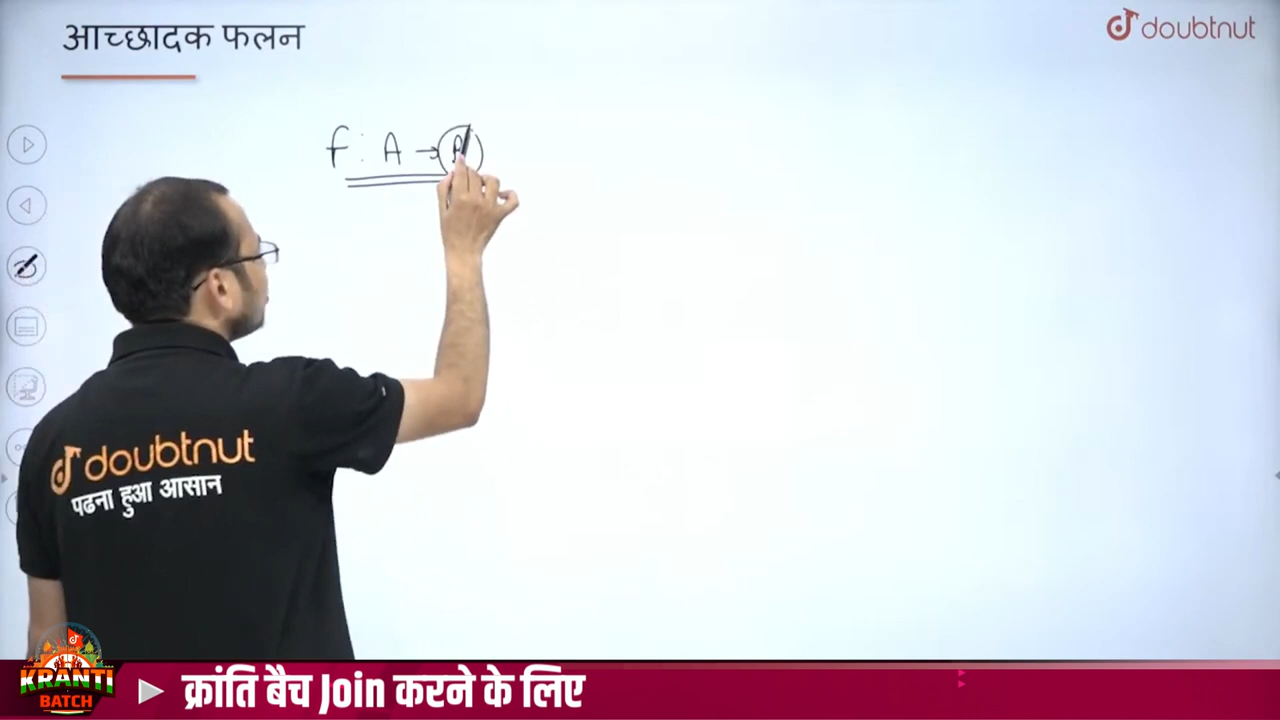 आच्छादक फलन
doubtnut
f : A →
doubtnut
पढना हुआ आसान
KRANTI
BATCH
क्रांति बैच Join करने के लिए